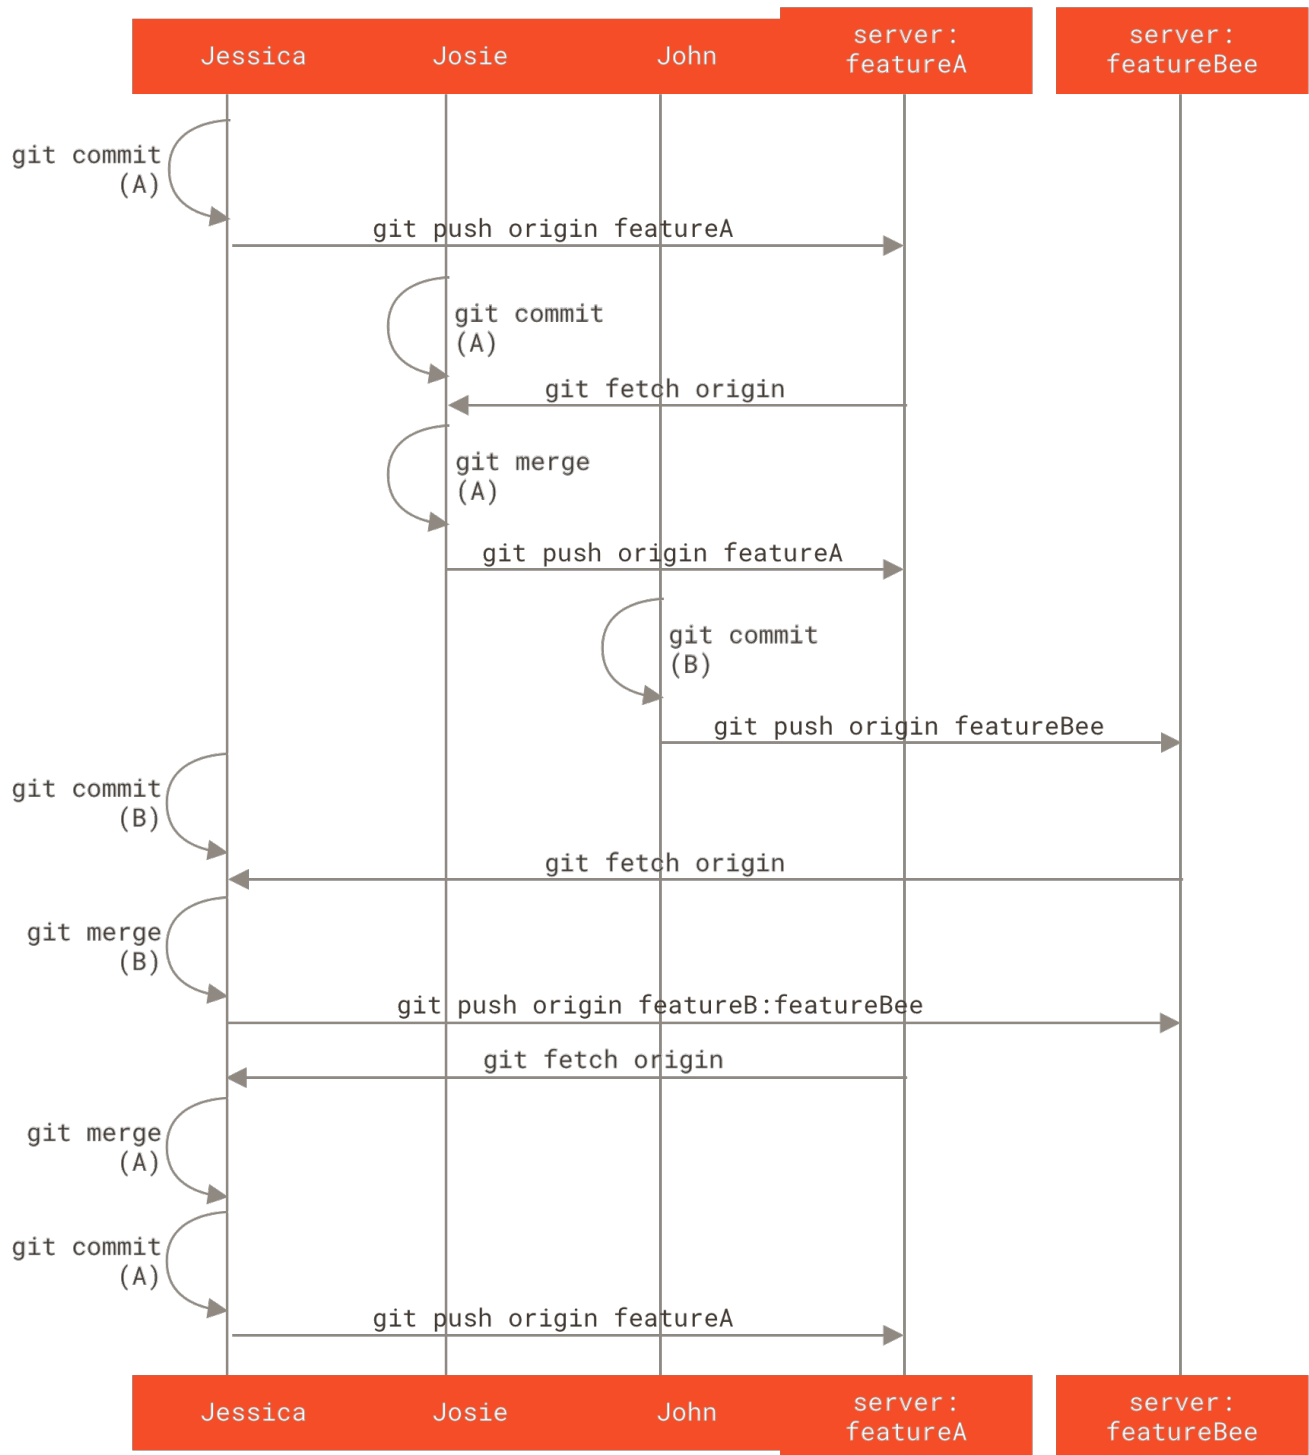 Jessica
Josie
John
server:
featureA
server:
featureBee
git commit
(A)
git push origin featureA
git commit
(A)
git fetch origin
git merge
(A)
git push origin featureA
git commit
(B)
git push origin featureBee
git commit
(B)
git fetch origin
git merge
(B)
git push origin featureB:featureBee
git fetch origin
git merge
(A)
git commit
(A)
git push origin featureA
Jessica
Josie
John
server:
featureA
server:
featureBee